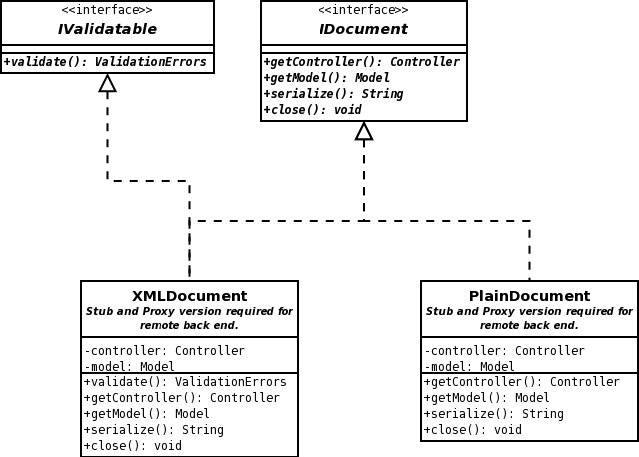 <<interface>>
IValidatable
+validate(): ValidationErrors
<<interface>>
IDocument
+getController(): Controller
+getModel(): Model
+serialize(): String
+close(): void
XMLDocument
Stub and Proxy version required for
remote back end.
-controller: Controller
-model: Model
+validate(): ValidationErrors
+getController(): Controller
+getModel(): Model
+serialize(): String
+close(): void
PlainDocument
Stub and Proxy version required for
remote back end.
-controller: Controller
-model: Model
+getController(): Controller
+getModel(): Model
+serialize(): String
+close(): void